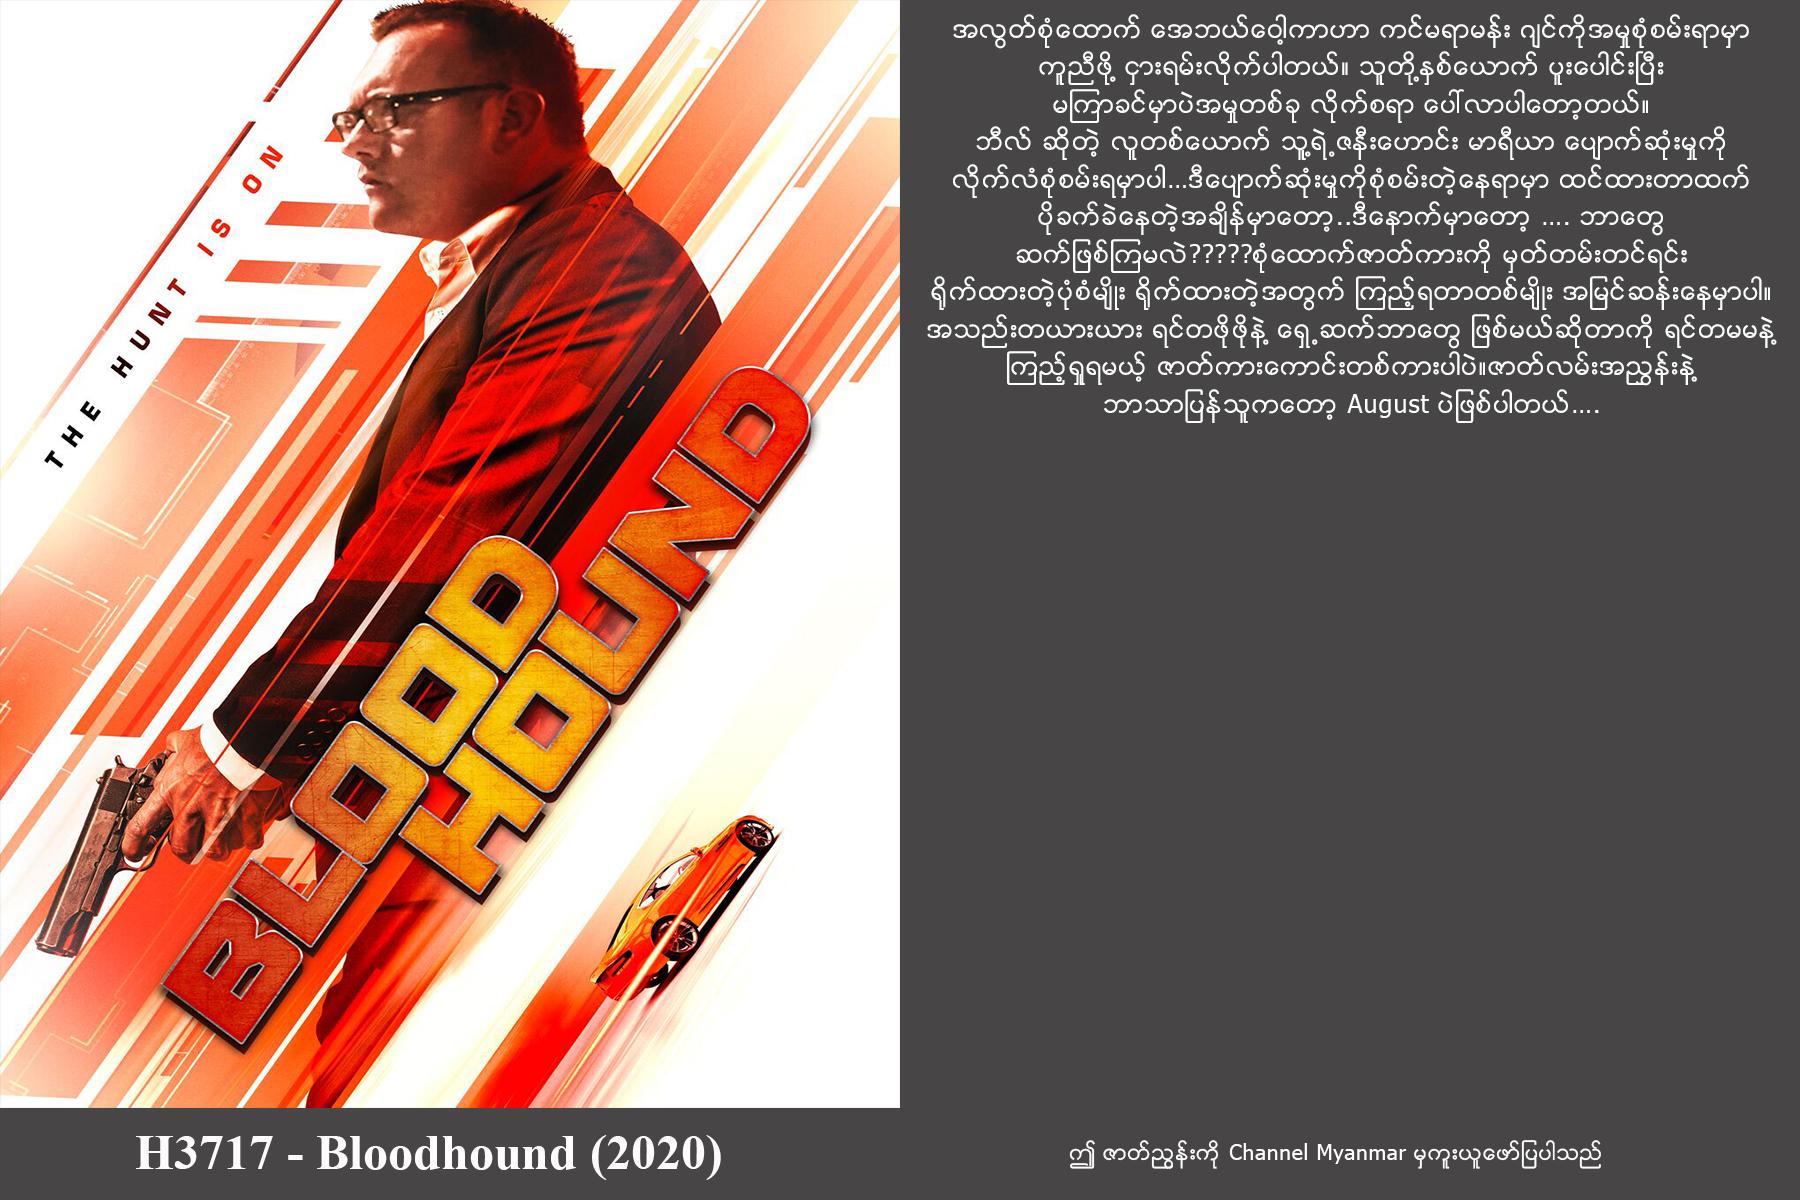 THE HUNT IS ON
BLOOD
HOUND
H3717 - Bloodhound (2020)
အလွတ်စုံထောက် အေဘယ်ဝေါ့ကာဟာ ကင်မရာမန်း ဂျင်ကိုအမှုစုံစမ်းရာမှာ
ကူညီဖို့ ငှားရမ်းလိုက်ပါတယ်။ သူတို့နှစ်ယောက် ပူးပေါင်းပြီး
မကြာခင်မှာပဲအမှုတစ်ခု လိုက်စရာ ပေါ်လာပါတော့တယ်။
ဘီလ် ဆိုတဲ့ လူတစ်ယောက် သူ့ရဲ့ဇနီးဟောင်း မာရီယာ ပျောက်ဆုံးမှုကို
လိုက်လံစုံစမ်းရမှာပါ...ဒီပျောက်ဆုံးမှုကိုစုံစမ်းတဲ့နေရာမှာ ထင်ထားတာထက်
ပိုခက်ခဲနေတဲ့အချိန်မှာတော့..ဒီနောက်မှာတော့ .... ဘာတွေ
ဆက်ဖြစ်ကြမလဲ?????စုံထောက်ဇာတ်ကားကို မှတ်တမ်းတင်ရင်း
ရိုက်ထားတဲ့ပုံစံမျိုး ရိုက်ထားတဲ့အတွက် ကြည့်ရတာတစ်မျိုး အမြင်ဆန်းနေမှာပါ။
အသည်းတယားယား ရင်တဖိုဖိုနဲ့ ရှေ့ဆက်ဘာတွေ ဖြစ်မယ်ဆိုတာကို ရင်တမမနဲ့
ကြည့်ရှုရမယ့် ဇာတ်ကားကောင်းတစ်ကားပါပဲ။ဇာတ်လမ်းအညွှန်းနဲ့
ဘာသာပြန်သူကတော့ August ပဲဖြစ်ပါတယ်....
ဤ ဇာတ်ညွှန်းကို Channel Myanmar မှကူးယူဖော်ပြပါသည်